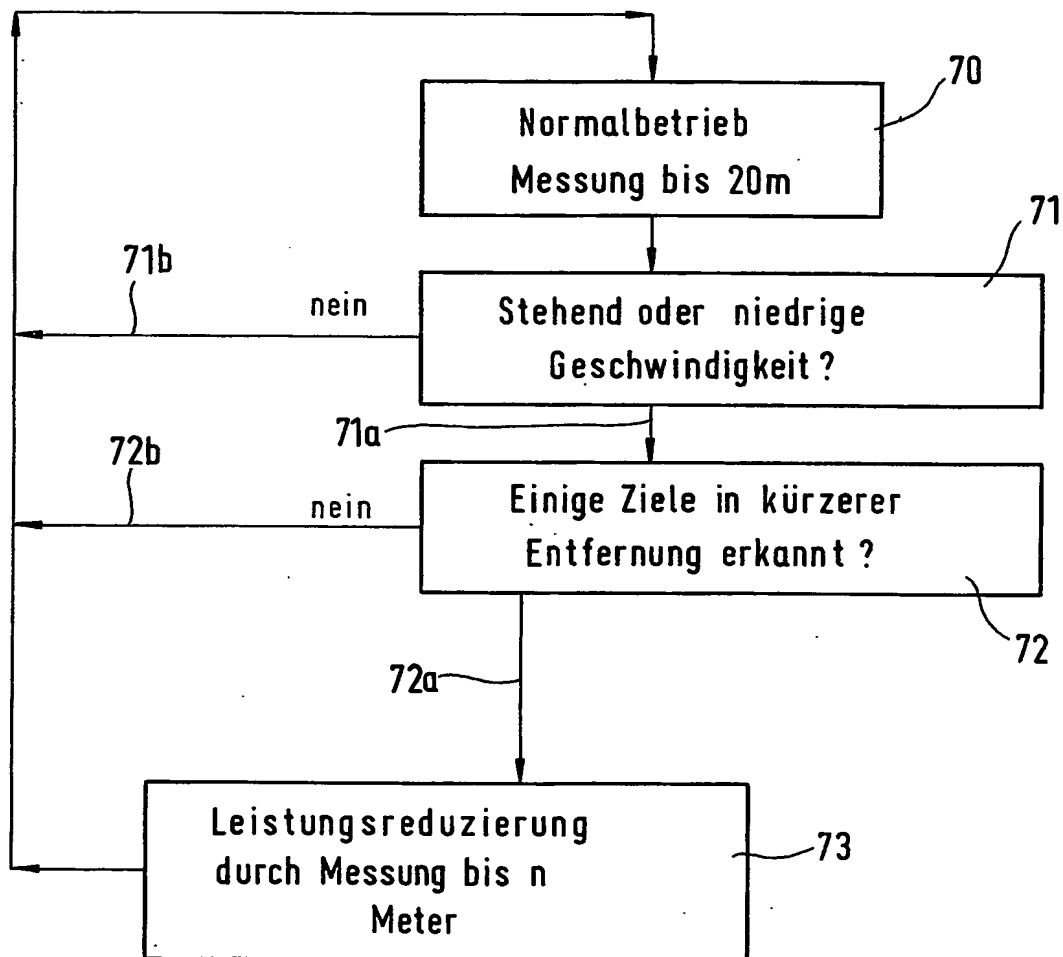 70
Normalbetrieb
Messung bis 20m
71
71b
nein
Stehend oder niedrige
Geschwindigkeit?
71a
72b
nein
Einige Ziele in kürzerer
Entfernung erkannt?
72
72a
Leistungsreduzierung
durch Messung bis n
Meter
73